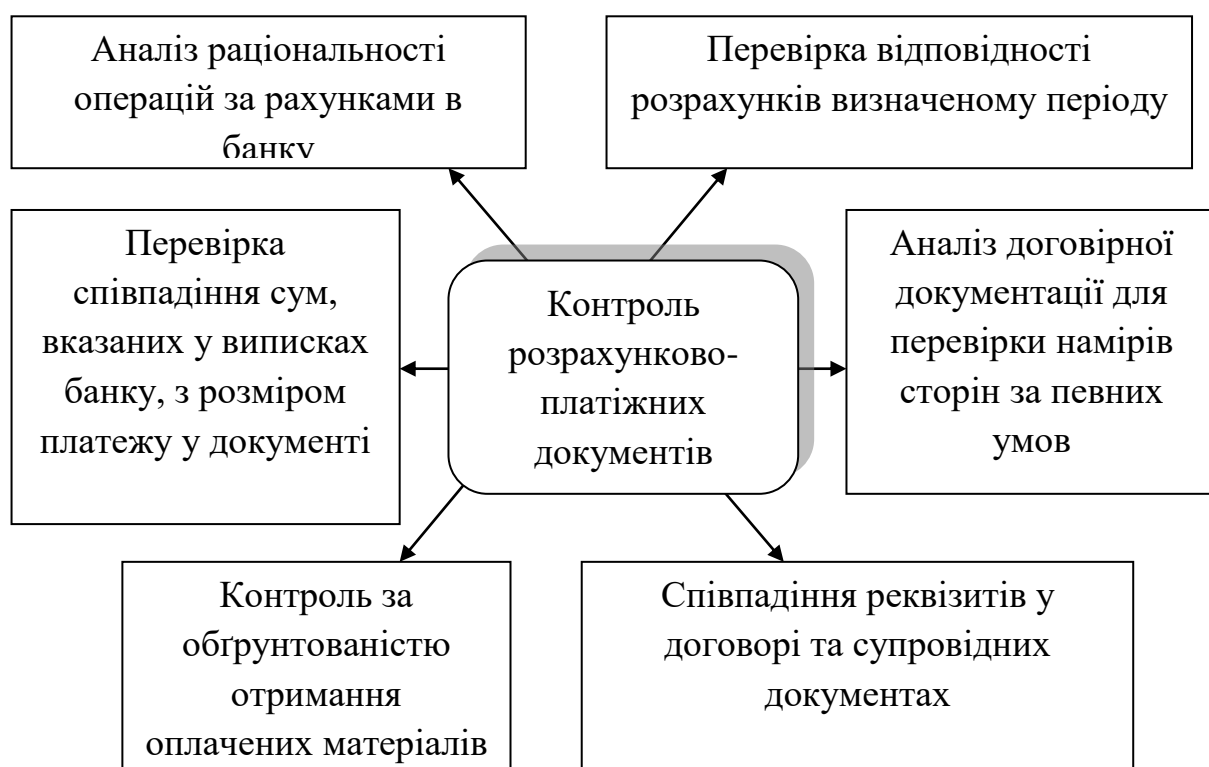 Аналіз раціональності
операцій за рахунками в
банку
Перевірка відповідності
розрахунків визначеному періоду
Перевірка
співпадіння сум,
вказаних у виписках
банку, з розміром
платежу у документі
Контроль
розрахунково-
платіжних
документів
Аналіз договірної
документації для
перевірки намірів
сторін за певних
умов
Контроль за
обґрунтованістю
отримання
оплачених матеріалів
Співпадіння реквізитів у
договорі та супровідних
документах